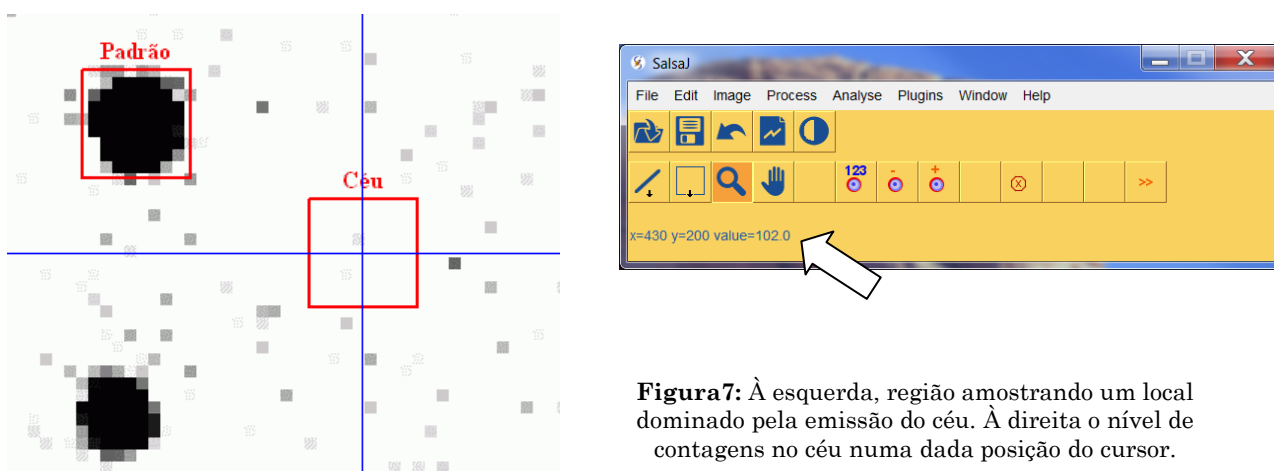 Padrão
Céu
SalsaJ
File Edit Image Process Analyse Plugins Window Help
123
- +
>>
x=430 y=200 value=102.0
Figura7: À esquerda, região amostrando um local
dominado pela emissão do céu. À direita o nível de
contagens no céu numa dada posição do cursor.